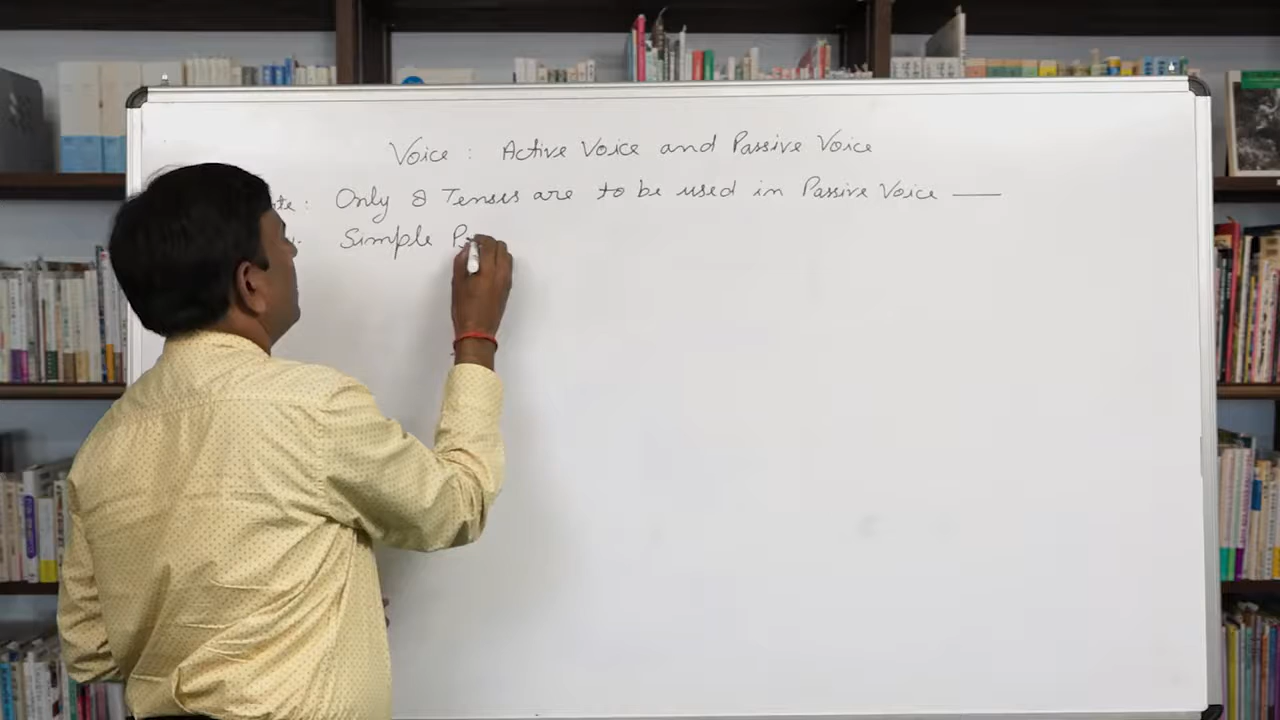 Voice : Active Voice and Passive Voice
Only 8 Tenses are to be used in Passive Voice —
Simple